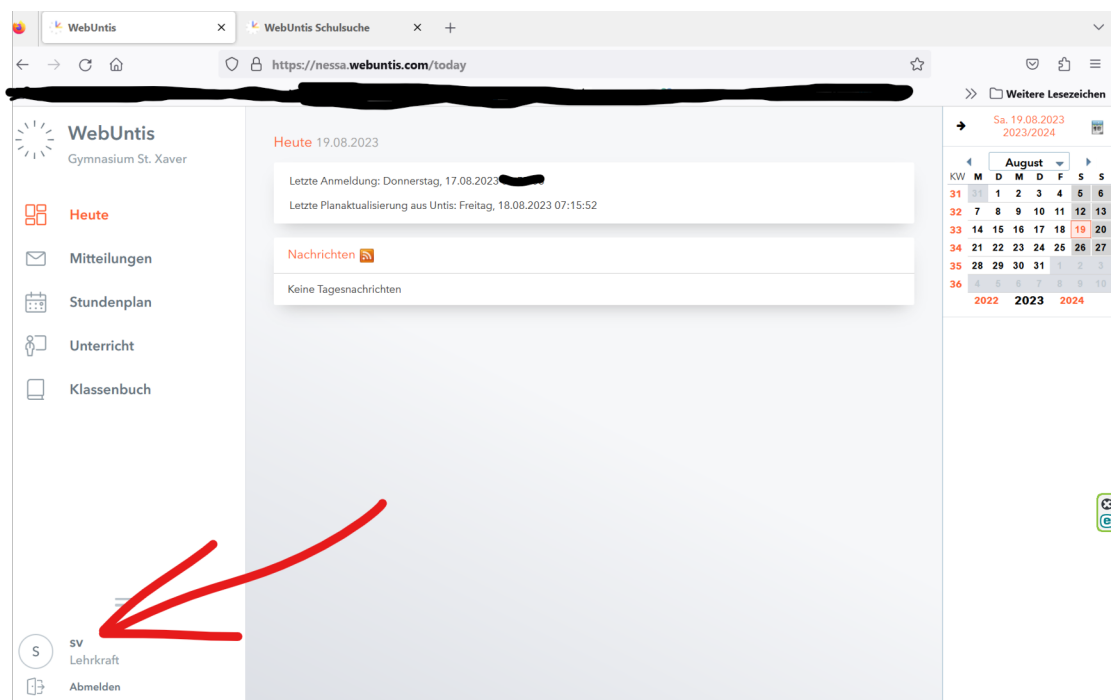 WebUntis
WebUntis Schulsuche
https://nessa.webuntis.com/today
Weitere Lesezeichen
WebUntis
Gymnasium St. Xaver
Heute
Mitteilungen
Stundenplan
Unterricht
Klassenbuch
S
sv
Lehrkraft
Abmelden
Heute 19.08.2023
Letzte Anmeldung: Donnerstag, 17.08.2023
Letzte Planaktualisierung aus Untis: Freitag, 18.08.2023 07:15:52
Nachrichten
Keine Tagesnachrichten
Sa. 19.08.2023
2023/2024
August
KW M D M D F S S
31 31 1 2 3 4 5 6
32 7 8 9 10 11 12 13
33 14 15 16 17 18 19 20
34 21 22 23 24 25 26 27
35 28 29 30 31 1 2 3
36 4 5 6 7 8 9 10
2022 2023 2024